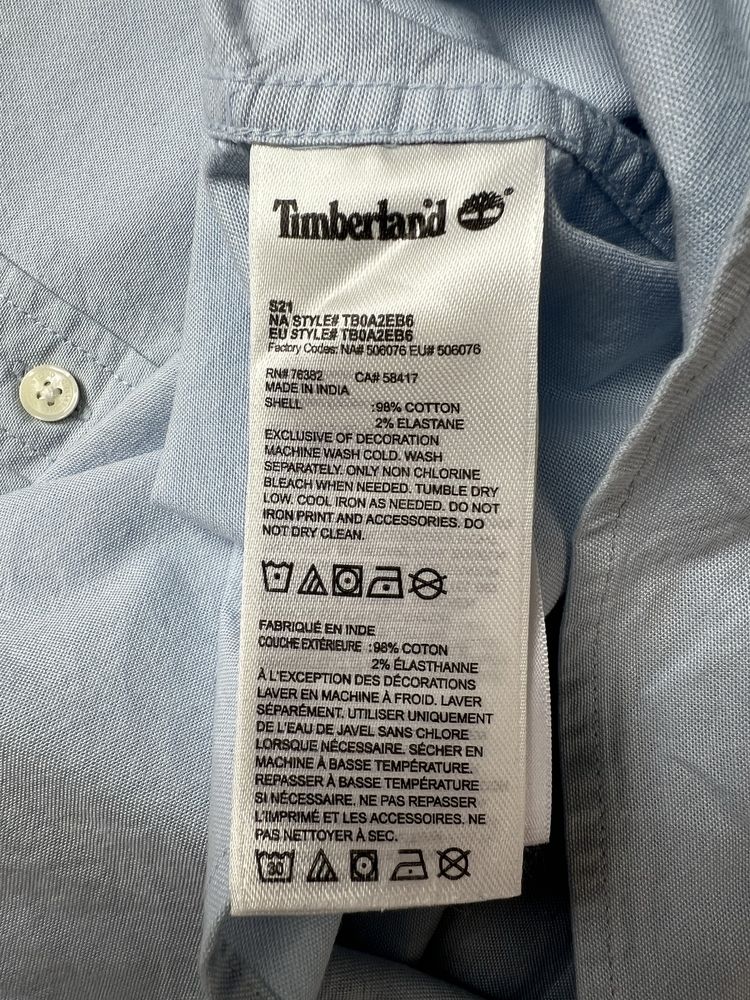 Timberland ®
S21
NA STYLE# TB0A2EB6
EU STYLE# TB0A2EB6
Factory Codes: NA# 506076 EU# 506076
RN# 76382 CA# 58417
MADE IN INDIA
SHELL :98% COTTON
2% ELASTANE
EXCLUSIVE OF DECORATION
MACHINE WASH COLD. WASH
SEPARATELY. ONLY NON CHLORINE
BLEACH WHEN NEEDED. TUMBLE DRY
LOW. COOL IRON AS NEEDED. DO NOT
IRON PRINT AND ACCESSORIES. DO
NOT DRY CLEAN.
FABRIQUÉ EN INDE
COUCHE EXTÉRIEURE :98% COTON
2% ÉLASTHANNE
À L'EXCEPTION DES DÉCORATIONS
LAVER EN MACHINE À FROID. LAVER
SÉPARÉMENT. UTILISER UNIQUEMENT
DE L'EAU DE JAVEL SANS CHLORE
LORSQUE NÉCESSAIRE. SÉCHER EN
MACHINE À BASSE TEMPÉRATURE.
REPASSER À BASSE TEMPÉRATURE
SI NÉCESSAIRE. NE PAS REPASSER
L'IMPRIMÉ ET LES ACCESSOIRES. NE
PAS NETTOYER À SEC.
30